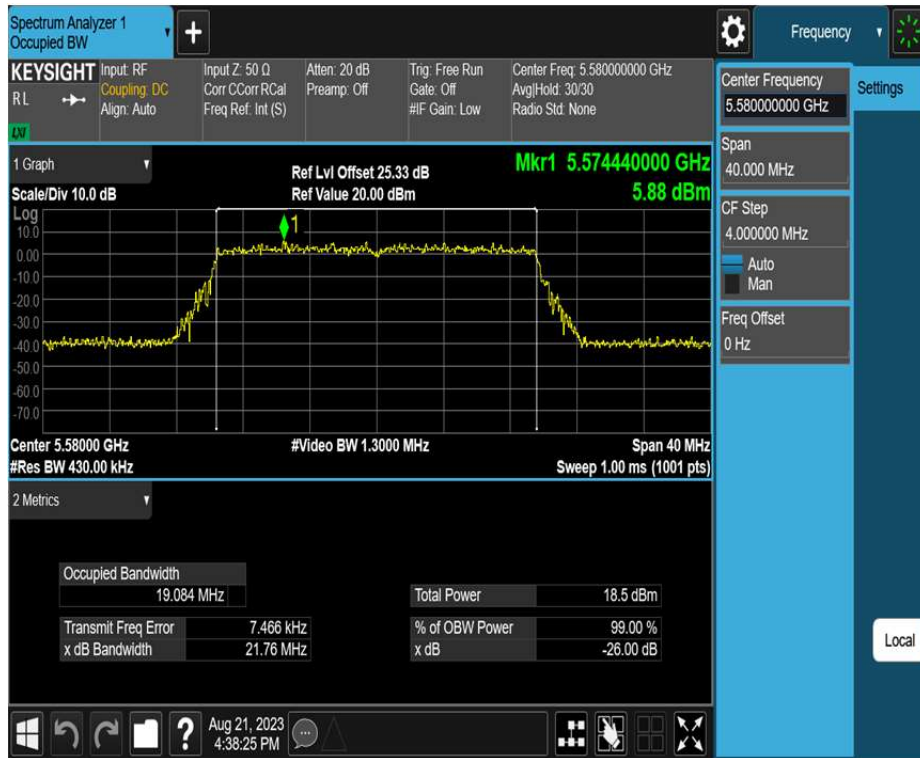 Spectrum Analyzer 1
Occupied BW
+
Frequency
KEYSIGHT
R L
LXI
Input: RF
Coupling: DC
Align: Auto
Input Z: 50 Ω
Corr CCorr RCal
Freq Ref: Int (S)
Atten: 20 dB
Preamp: Off
Trig: Free Run
Gate: Off
#IF Gain: Low
Center Freq: 5.580000000 GHz
Avg|Hold: 30/30
Radio Std: None
Center Frequency
5.58000000 GHz
Settings
Span
40.000 MHz
CF Step
4.000000 MHz
Auto
Man
Freq Offset
0 Hz
Local
1 Graph
Scale/Div 10.0 dB
Ref Lvl Offset 25.33 dB
Ref Value 20.00 dBm
Mkr1 5.574440000 GHz
5.88 dBm
Log
1
10.0
0.00
-10.0
-20.0
-30.0
-40.0
-50.0
-60.0
-70.0
Center 5.58000 GHz
#Res BW 430.00 kHz
#Video BW 1.3000 MHz
Span 40 MHz
Sweep 1.00 ms (1001 pts)
2 Metrics
Occupied Bandwidth
19.084 MHz
Total Power 18.5 dBm
Transmit Freq Error 7.466 kHz
% of OBW Power 99.00 %
x dB Bandwidth 21.76 MHz
x dB -26.00 dB
?
Aug 21, 2023
4:38:25 PM